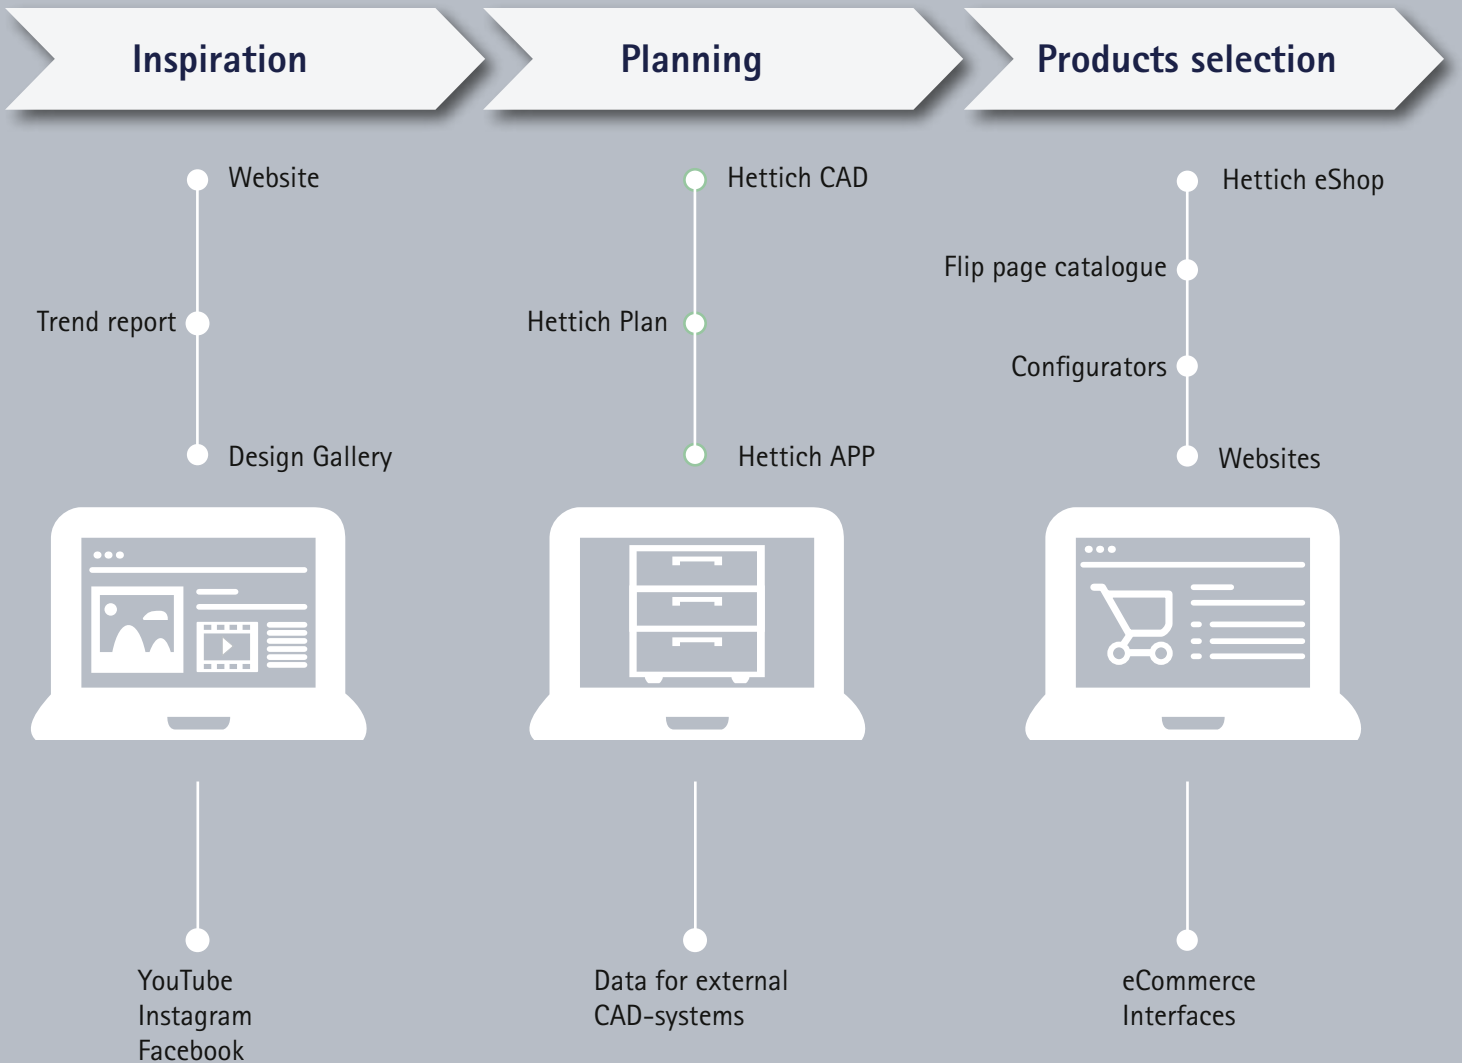 Inspiration
Website
Trend report
Design Gallery
YouTube
Instagram
Facebook
Planning
Hettich CAD
Hettich Plan
Hettich APP
Data for external
CAD-systems
Products selection
Hettich eShop
Flip page catalogue
Configurators
Websites
eCommerce
Interfaces